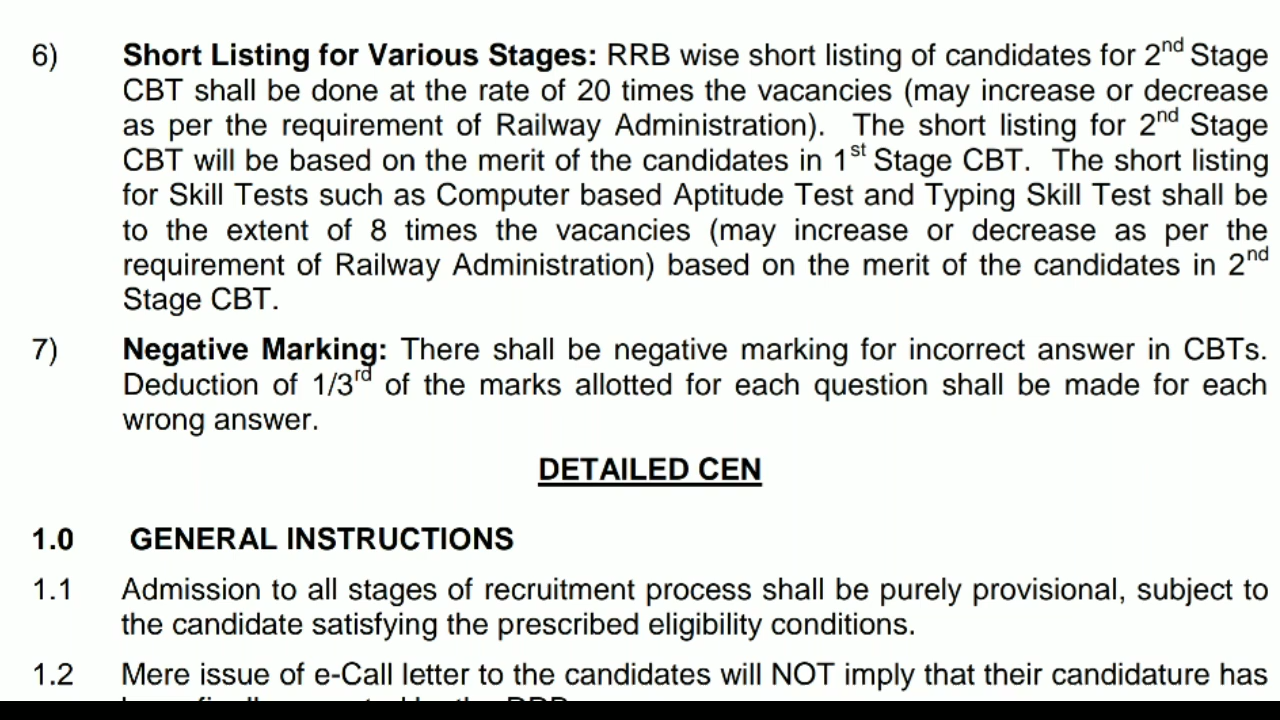 6) Short Listing for Various Stages: RRB wise short listing of candidates for 2nd Stage
CBT shall be done at the rate of 20 times the vacancies (may increase or decrease
as per the requirement of Railway Administration). The short listing for 2nd Stage
CBT will be based on the merit of the candidates in 1st Stage CBT. The short listing
for Skill Tests such as Computer based Aptitude Test and Typing Skill Test shall be
to the extent of 8 times the vacancies (may increase or decrease as per the
requirement of Railway Administration) based on the merit of the candidates in 2nd
Stage CBT.
7) Negative Marking: There shall be negative marking for incorrect answer in CBTs.
Deduction of 1/3rd of the marks allotted for each question shall be made for each
wrong answer.
DETAILED CEN
1.0 GENERAL INSTRUCTIONS
1.1 Admission to all stages of recruitment process shall be purely provisional, subject to
the candidate satisfying the prescribed eligibility conditions.
1.2 Mere issue of e-Call letter to the candidates will NOT imply that their candidature has